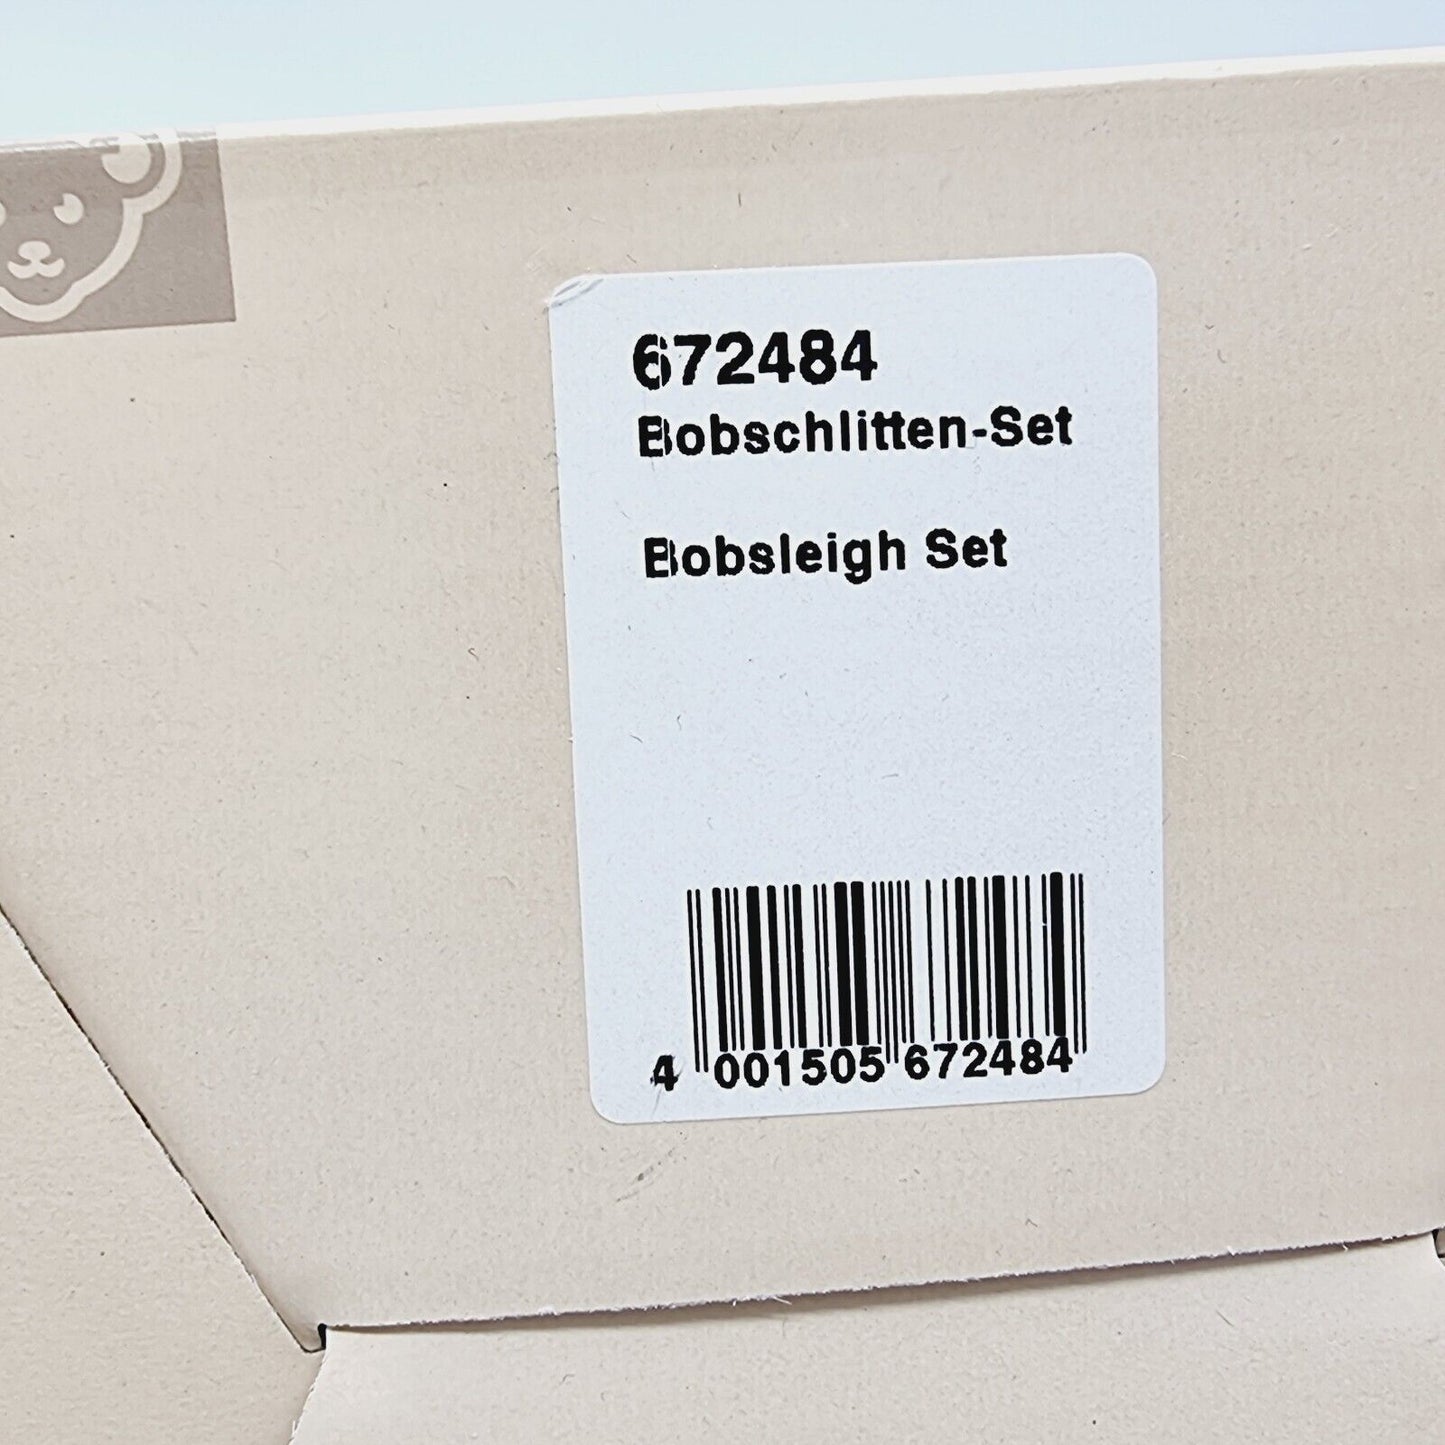 672484
Bobschlitten-Set
Bobsleigh Set
4 001505 672484